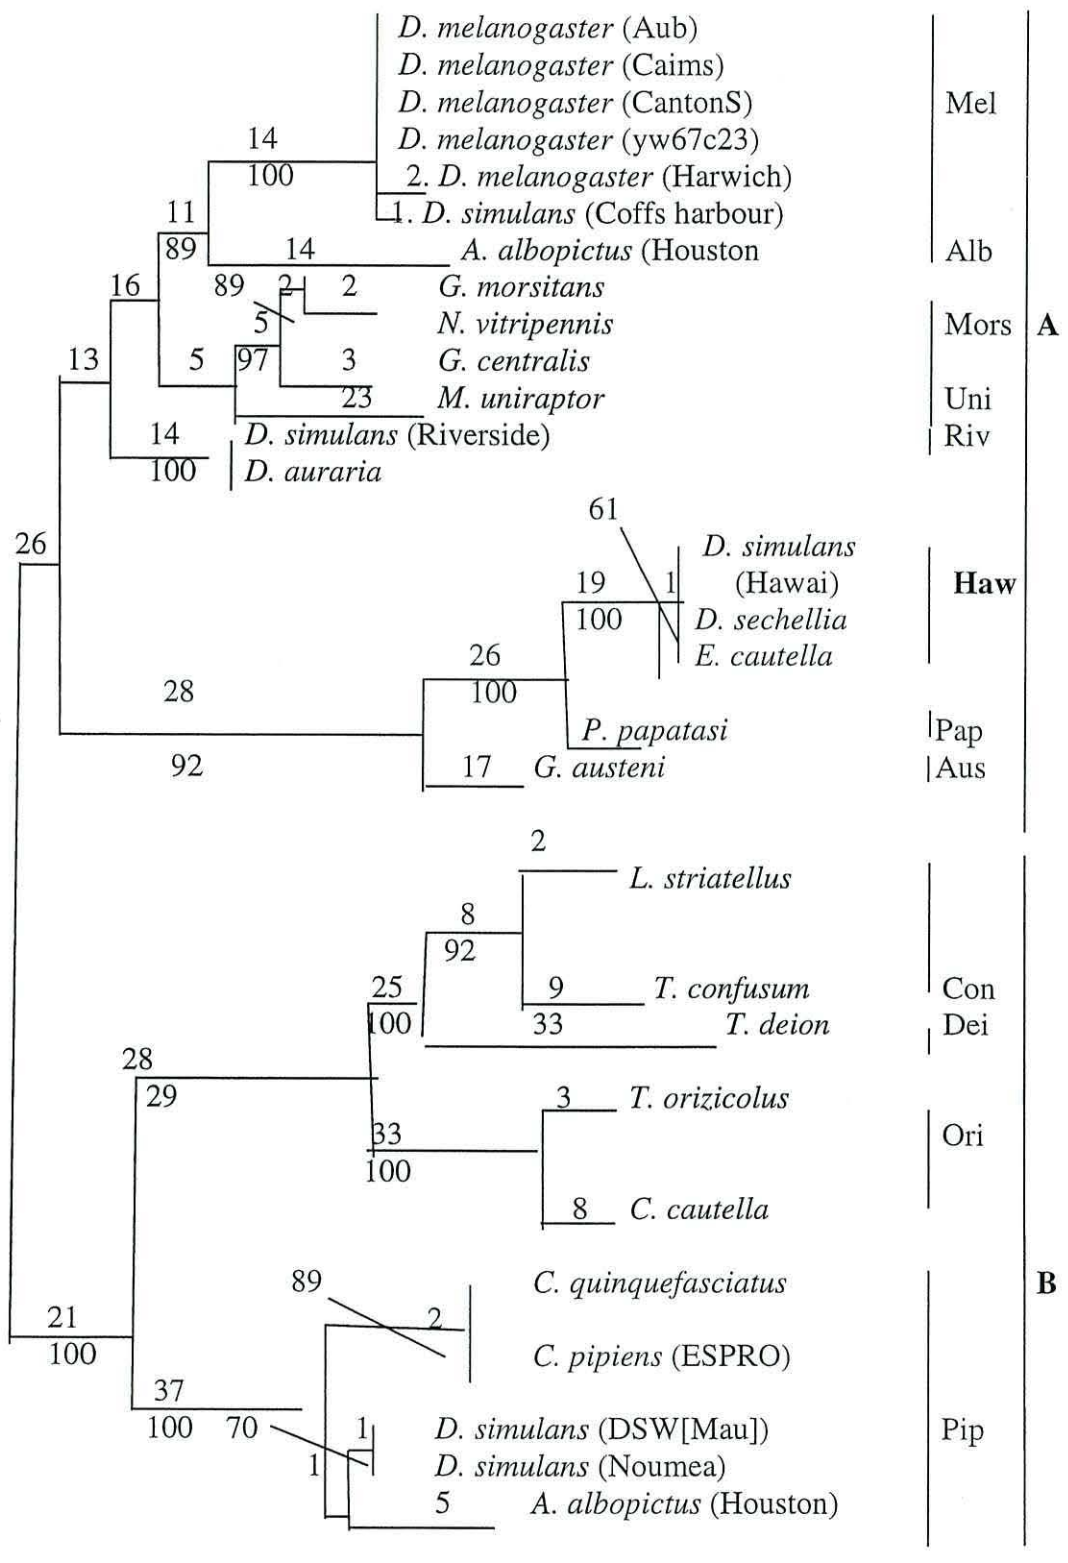 D. melanogaster (Aub)
D. melanogaster (Caims)
D. melanogaster (CantonS) Mel
14 D. melanogaster (yw67c23)
100 2. D. melanogaster (Harwich)
11 1. D. simulans (Coffs harbour)
89 14 A. albopictus (Houston Alb
16 89 2 2 G. morsitans
5 N. vitripennis Mors A
13 5 97 3 G. centralis
23 M. uniraptor Uni
14 D. simulans (Riverside) Riv
100 D. auraria
61
26 D. simulans
19 1 (Hawai) Haw
100 D. sechellia
26 E. cautella
28 100
P. papatasi Pap
92 17 G. austeni Aus
2
L. striatellus
8
92
25 9 T. confusum Con
100 33 T. deion Dei
28
29 3 T. orizicolus
33 Ori
100
8 C. cautella
89 C. quinquefasciatus B
21 2
100 C. pipiens (ESPRO)
37
100 70 1 D. simulans (DSW[Mau]) Pip
1 D. simulans (Noumea)
5 A. albopictus (Houston)